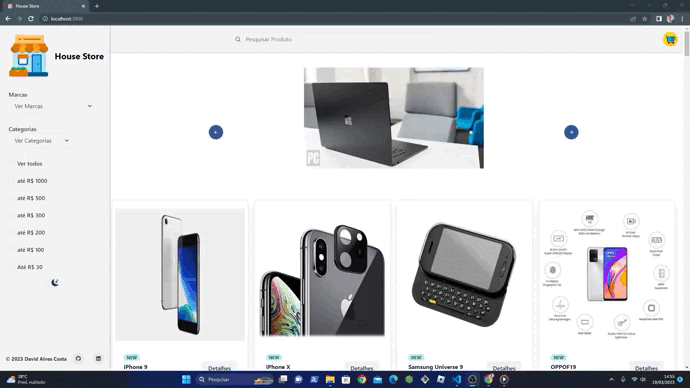 House Store
localhost:3000
House Store
Pesquisar Produto
Marcas
Ver Marcas
Categorias
Ver Categorias
Ver todos
até R$ 1000
até R$ 500
até R$ 300
até R$ 200
até R$ 100
Até R$ 30
© 2023 David Alves Costa
PC
NEW
iPhone 9
Detalhes
NEW
iPhone X
Detalhes
NEW
Samsung Universe 9
Detalhes
NEW
OPPOF19
Detalhes
28°C
Pred. nublado
Pesquisar
14:55
19/03/2023